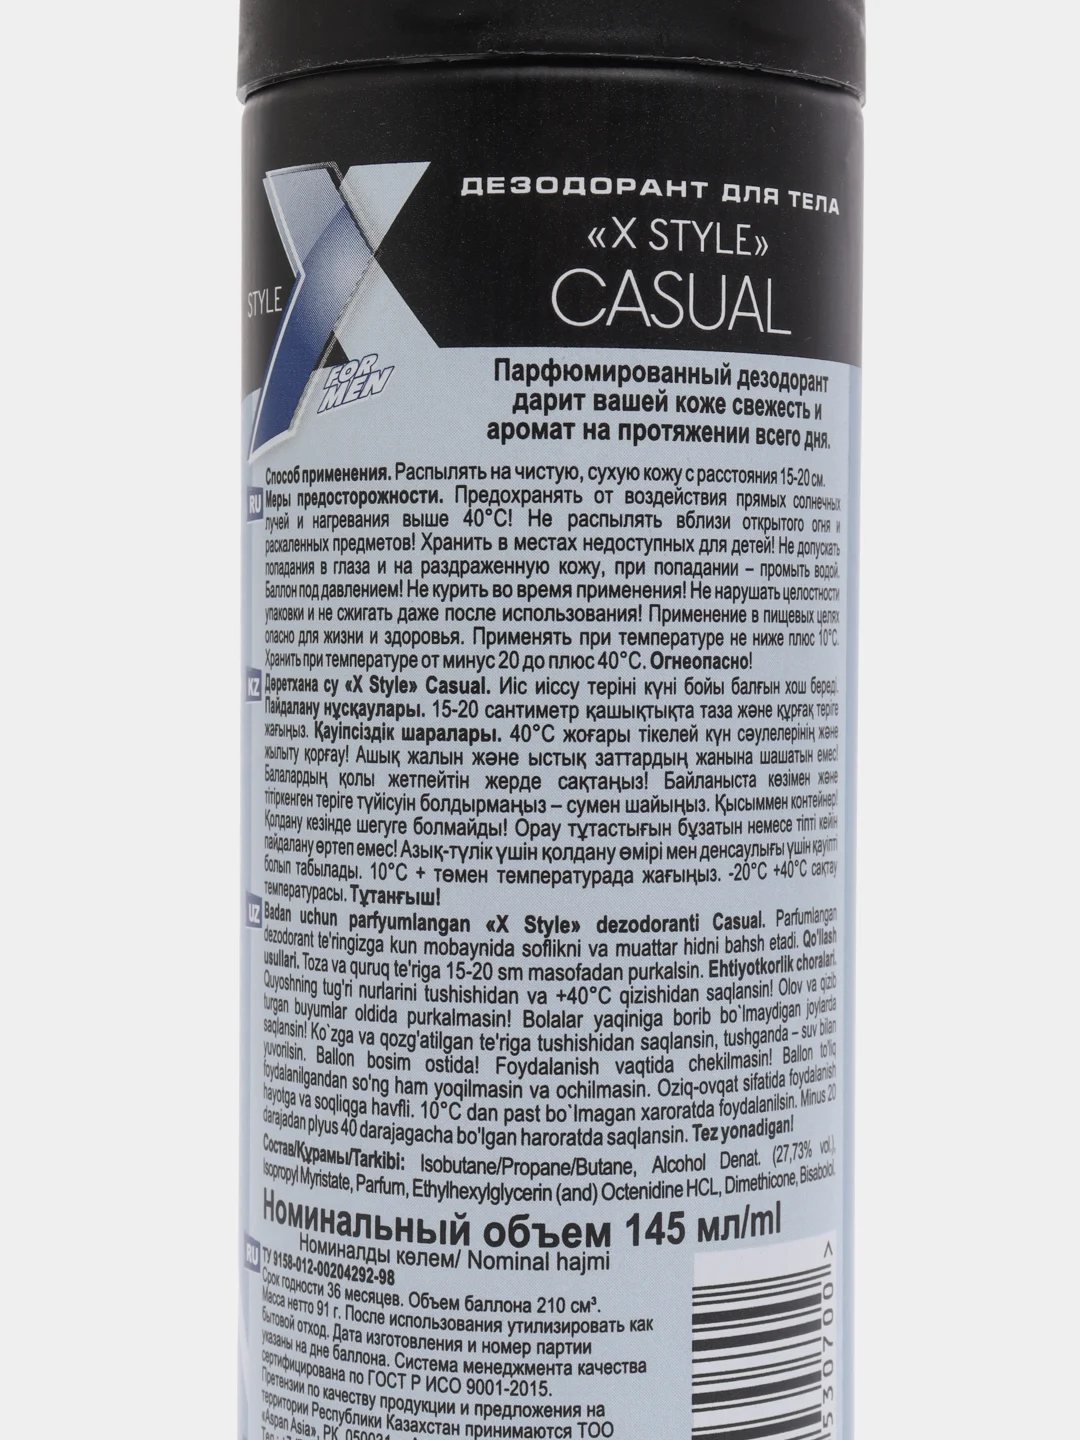 ДЕЗОДОРАНТ ДЛЯ ТЕЛА
«X STYLE»
CASUAL
STYLE
X
FOR
MEN
Парфюмированный дезодорант
дарит вашей коже свежесть и
аромат на протяжении всего дня.
Способ применения. Распылять на чистую, сухую кожу с расстояния 15-20 см.
RU
Меры предосторожности. Предохранять от воздействия прямых солнечных
лучей и нагревания выше 40°С! Не распылять вблизи открытого огня и
раскаленных предметов! Хранить в местах недоступных для детей! Не допускать
попадания в глаза и на раздраженную кожу, при попадании – промыть водой.
Баллон под давлением! Не курить во время применения! Не нарушать целостности
упаковки и не сжигать даже после использования! Применение в пищевых целях
опасно для жизни и здоровья. Применять при температуре не ниже плюс 10°С.
Хранить при температуре от минус 20 до плюс 40°С. Огнеопасно!
KZ
Дәретхана су «X Style» Casual. Иіс иіссу теріні күні бойы балғын хош береді.
Пайдалану нұсқаулары. 15-20 сантиметр қашықтықта таза және құрғақ теріге
жағыңыз. Қауіпсіздік шаралары. 40°С жоғары тікелей күн сәулелерінің және
жылыту қорғау! Ашық жалын және ыстық заттардың жанына шашатын емес!
Балалардың қолы жетпейтін жерде сақтаңыз! Байланыста көзімен және
тітіркенген теріге түйісуін болдырмаңыз – сумен шайыңыз. Қысыммен контейнер!
Қолдану кезінде шегуге болмайды! Орау тұтастығын бұзатын немесе тіпті кейін
пайдалану өртеп емес! Азық-түлік үшін қолдану өмірі мен денсаулығы үшін қауіпті
болып табылады. 10°С + төмен температурада жағыңыз. -20°С +40°С сақтау
температурасы. Тұтанғыш!
UZ
Badan uchun parfyumlangan «X Style» dezodoranti Casual. Parfumlangan
dezodorant te'ringizga kun mobaynida soflikni va muattar hidni bahsh etadi. Qo'llash
usullari. Toza va quruq te'riga 15-20 sm masofadan purkalsin. Ehtiyotkorlik choralari.
Quyoshning tug'ri nurlarini tushishidan va +40°C qizishidan saqlansin! Olov va qizib
turgan buyumlar oldida purkalmasin! Bolalar yaqiniga borib bo`lmaydigan joylarda
saqlansin! Ko`zga va qozg'atilgan te'riga tushishidan saqlansin, tushganda – suv bilan
yuvorilsin. Ballon bosim ostida! Foydalanish vaqtida chekilmasin! Ballon to'liq
foydalanilgandan so'ng ham yoqilmasin va ochilmasin. Oziq-ovqat sifatida foydalanish
hayotga va soqliqga havfli. 10°C dan past bo`lmagan xaroratda foydalanilsin. Minus 20
darajadan plyus 40 darajagacha bo'lgan haroratda saqlansin. Tez yonadigan!
Состав/Құрамы/Tarkibi: Isobutane/Propane/Butane, Alcohol Denat. (27,73% vol.),
Isopropyl Myristate, Parfum, Ethylhexylglycerin (and) Octenidine HCL, Dimethicone, Bisabolol.
Номинальный объем 145 мл/ml
Номиналды көлем/ Nominal hajmi
RU
ТУ 9158-012-00204292-98
Срок годности 36 месяцев. Объем баллона 210 см³.
Масса нетто 91 г. После использования утилизировать как
бытовой отход. Дата изготовления и номер партии
указаны на дне баллона. Система менеджмента качества
сертифицирована по ГОСТ Р ИСО 9001-2015.
Претензии по качеству продукции и предложения на
территории Республики Казахстан принимаются ТОО
«Aspan Asia», РК, 050031,
530700 >